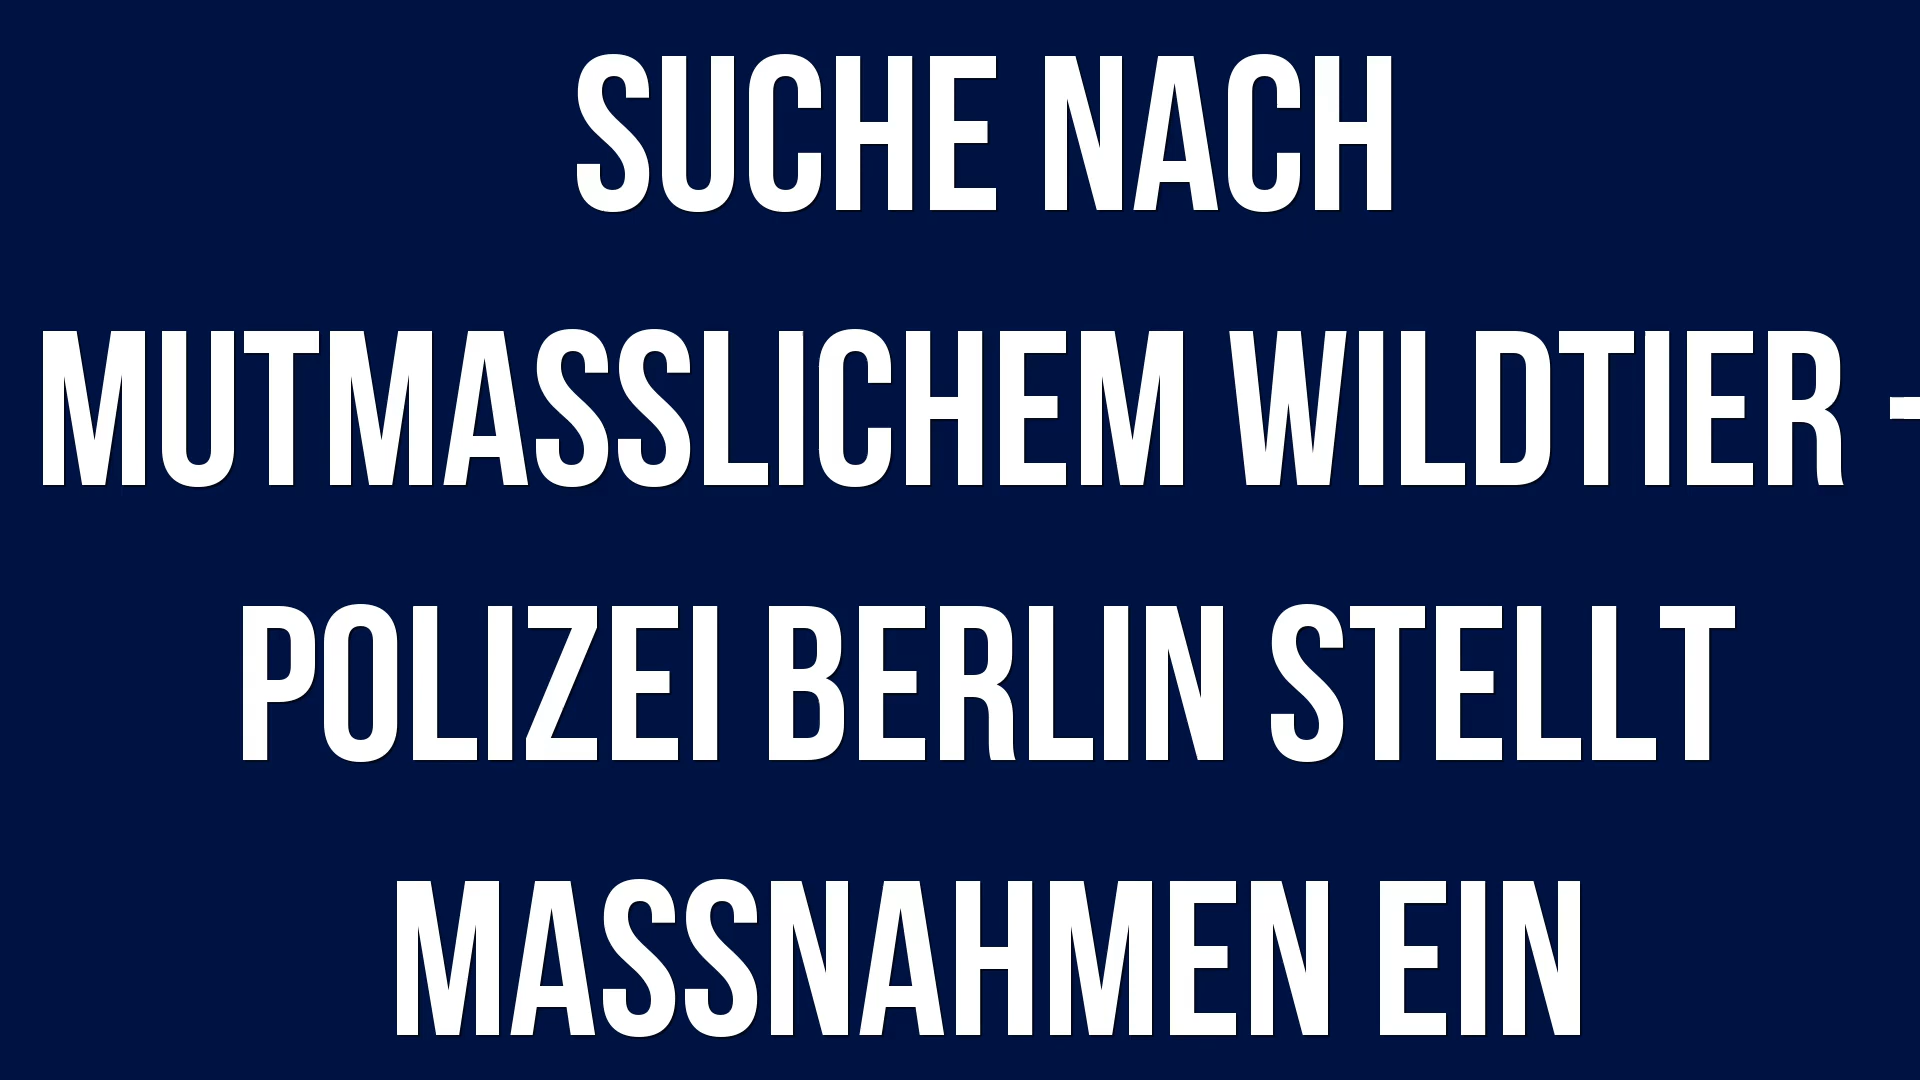 SUCHE NACH
MUTMASSLICHEM WILDTIER -
POLIZEI BERLIN STELLT
MASSNAHMEN EIN